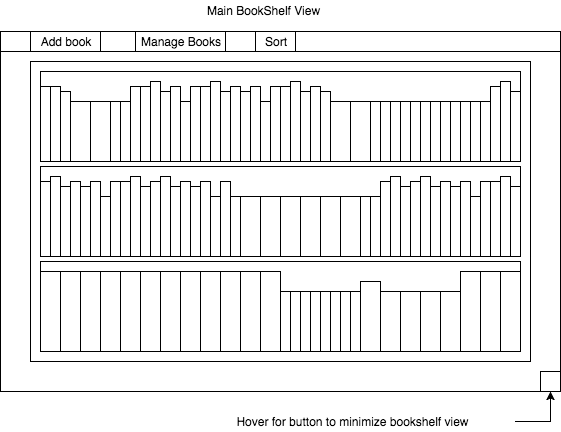 Main BookShelf View
Add book
Manage Books
Sort
Hover for button to minimize bookshelf view